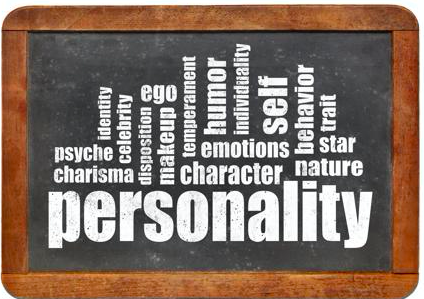 identity
celebrity
disposition
ego
makeup
temperament
humor
individuality
self
behavior
trait
psyche
emotions
star
charisma
character
nature
personality